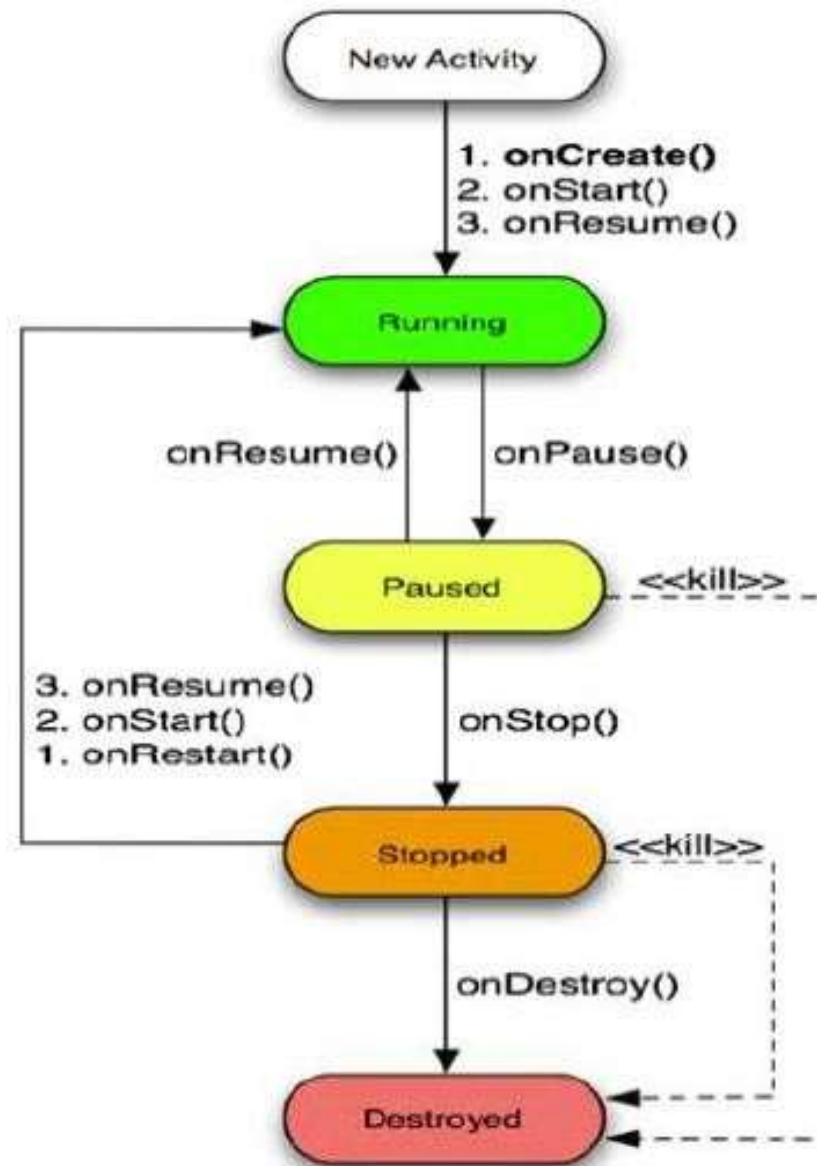 New Activity
1. onCreate()
2. onStart()
3. onResume()
Running
onResume()
onPause()
Paused
<<kill>>
3. onResume()
2. onStart()
1. onRestart()
onStop()
Stopped
<<kill>>
onDestroy()
Destroyed